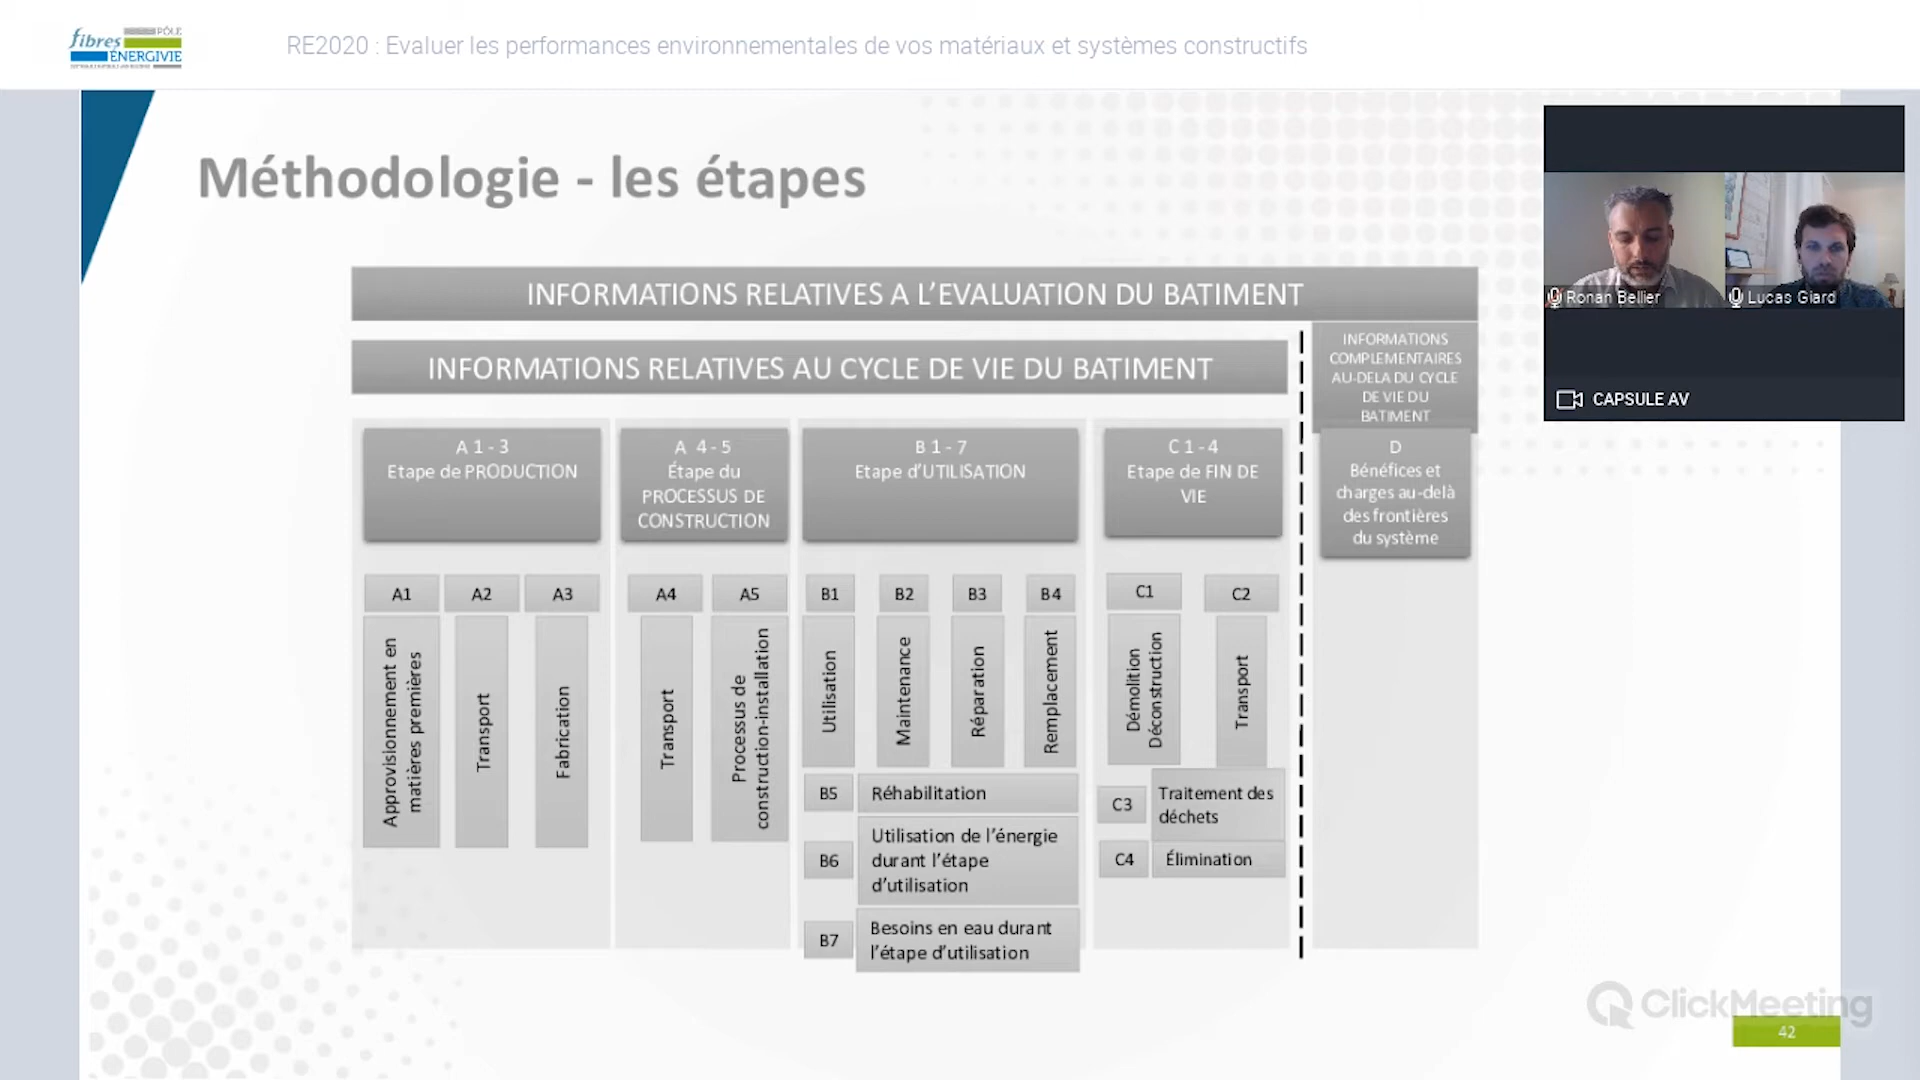 fibres
PÔLE
ÉNERGIVIE
RE2020 : Evaluer les performances environnementales de vos matériaux et systèmes constructifs
Méthodologie - les étapes
INFORMATIONS RELATIVES A L’EVALUATION DU BATIMENT
INFORMATIONS RELATIVES AU CYCLE DE VIE DU BATIMENT
INFORMATIONS
COMPLEMENTAIRES
AU-DELA DU CYCLE
DE VIE DU
BATIMENT
A 1 - 3
Etape de PRODUCTION
A 4 - 5
Étape du
PROCESSUS DE
CONSTRUCTION
B 1 - 7
Etape d’UTILISATION
C 1 - 4
Etape de FIN DE
VIE
D
Bénéfices et
charges au-delà
des frontières
du système
A1
Approvisionnement en
matières premières
A2
Transport
A3
Fabrication
A4
Transport
A5
Processus de
construction-installation
B1
Utilisation
B2
Maintenance
B3
Réparation
B4
Remplacement
B5
Réhabilitation
B6
Utilisation de l’énergie
durant l’étape
d’utilisation
B7
Besoins en eau durant
l’étape d’utilisation
C1
Démolition
Déconstruction
C2
Transport
C3
Traitement des
déchets
C4
Élimination
Ronan Bellier
Lucas Giard
CAPSULE AV
ClickMeeting
42